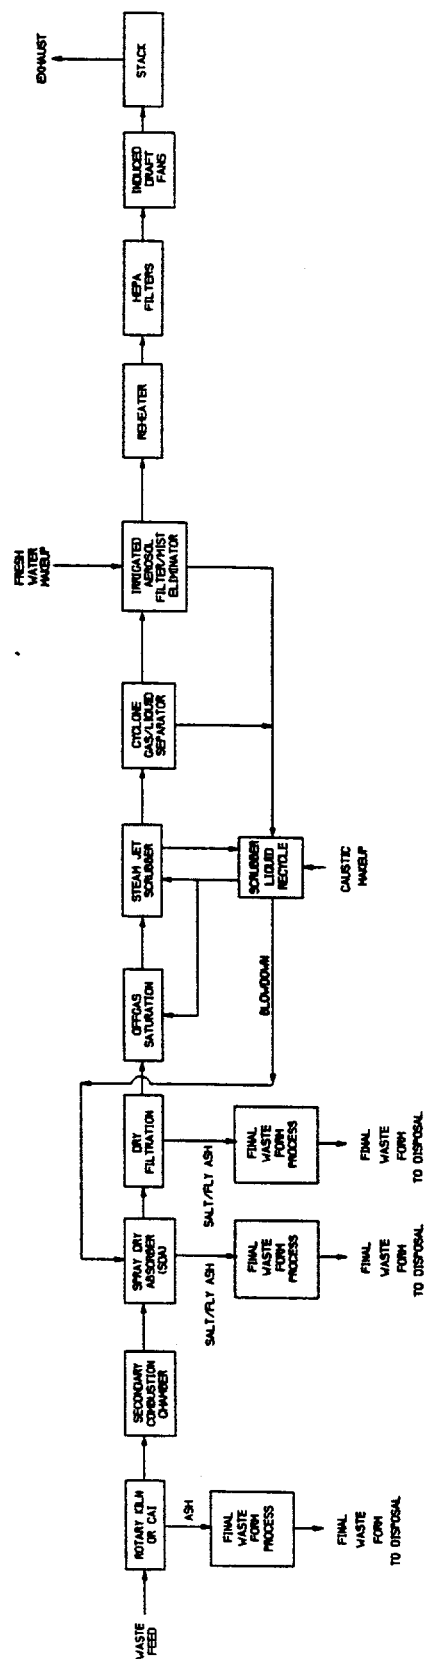 WASTE
FEED
ROTARY KILN
OR CAI
ASH
FINAL
WASTE
FORM
PROCESS
FINAL
WASTE
FORM
TO DISPOSAL
SECONDARY
COMBUSTION
CHAMBER
SPRAY DRY
ABSORBER
(SDA)
SALT/FLY ASH
FINAL
WASTE
FORM
PROCESS
FINAL
WASTE
FORM
TO DISPOSAL
DRY
FILTRATION
SALT/FLY ASH
FINAL
WASTE
FORM
PROCESS
FINAL
WASTE
FORM
TO DISPOSAL
OFFGAS
SATURATION
BLOWDOWN
STEAM JET
SCRUBBER
SCRUBBER
LIQUID
RECYCLE
CAUSTIC
MAKEUP
CYCLONE
GAS/LIQUID
SEPARATOR
FRESH
WATER
MAKEUP
IRRIGATED
AEROSOL
FILTER/MIST
ELIMINATOR
REHEATER
HEPA
FILTERS
INDUCED
DRAFT
FANS
STACK
EXHAUST